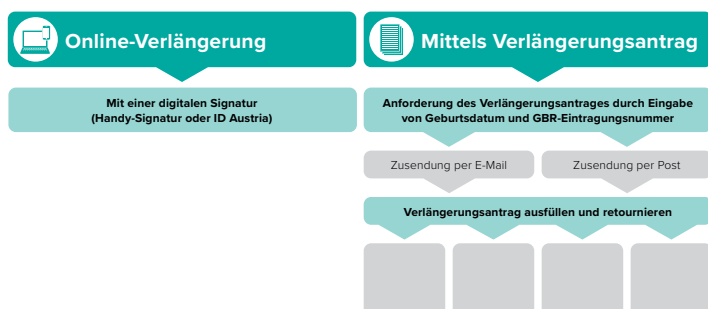 Online-Verlängerung
Mit einer digitalen Signatur
(Handy-Signatur oder ID Austria)
Mittels Verlängerungsantrag
Anforderung des Verlängerungsantrages durch Eingabe
von Geburtsdatum und GBR-Eintragungsnummer
Zusendung per E-Mail
Zusendung per Post
Verlängerungsantrag ausfüllen und retournieren